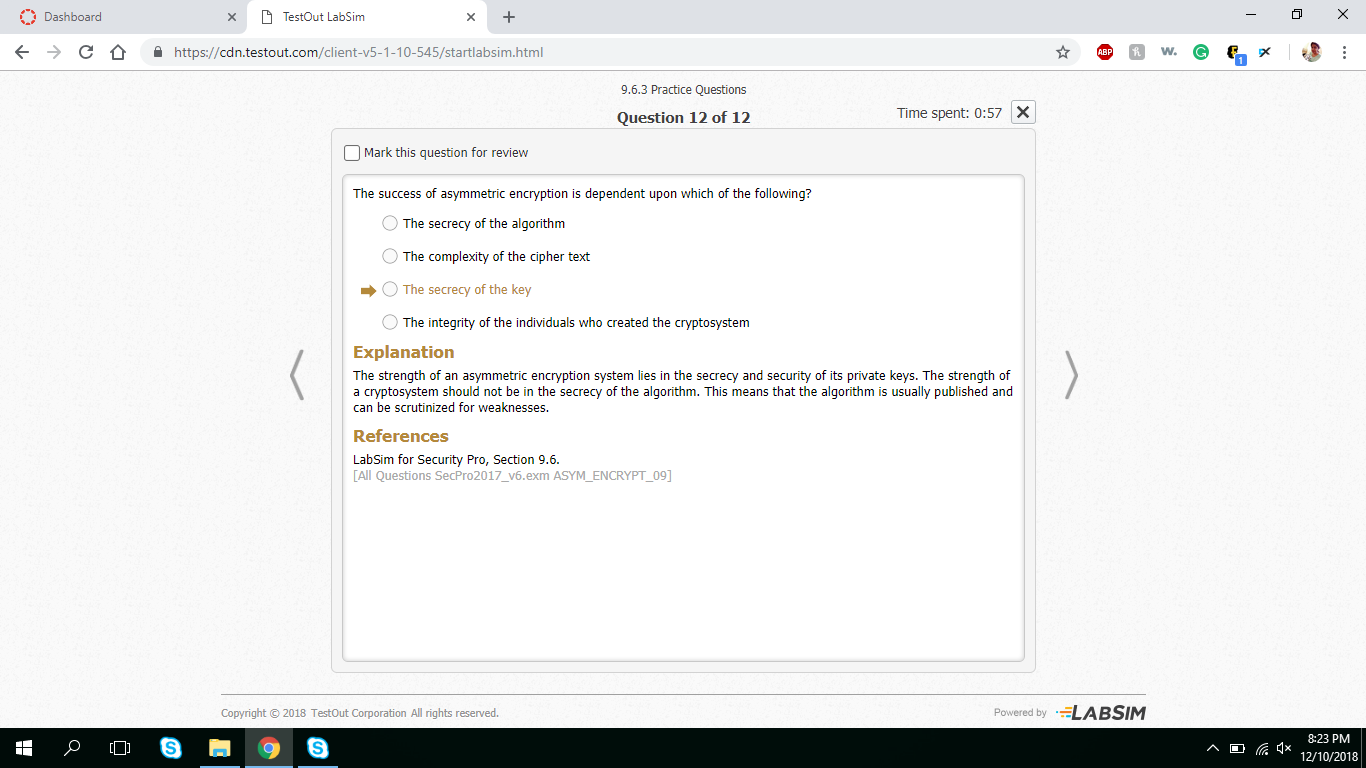 Dashboard
TestOut LabSim
https://cdn.testout.com/client-v5-1-10-545/startlabsim.html
ABP
w.
1
9.6.3 Practice Questions
Question 12 of 12
Time spent: 0:57
Mark this question for review
The success of asymmetric encryption is dependent upon which of the following?
The secrecy of the algorithm
The complexity of the cipher text
The secrecy of the key
The integrity of the individuals who created the cryptosystem
Explanation
The strength of an asymmetric encryption system lies in the secrecy and security of its private keys. The strength of
a cryptosystem should not be in the secrecy of the algorithm. This means that the algorithm is usually published and
can be scrutinized for weaknesses.
References
LabSim for Security Pro, Section 9.6.
[All Questions SecPro2017_v6.exm ASYM_ENCRYPT_09]
Copyright © 2018 TestOut Corporation All rights reserved.
Powered by LABSIM
8:23 PM
12/10/2018